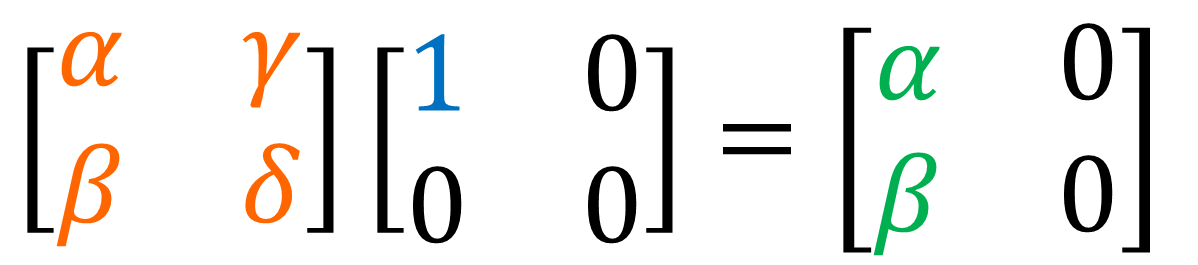 [α γ] [1 0] = [α 0]
[β δ] [0 0] [β 0]